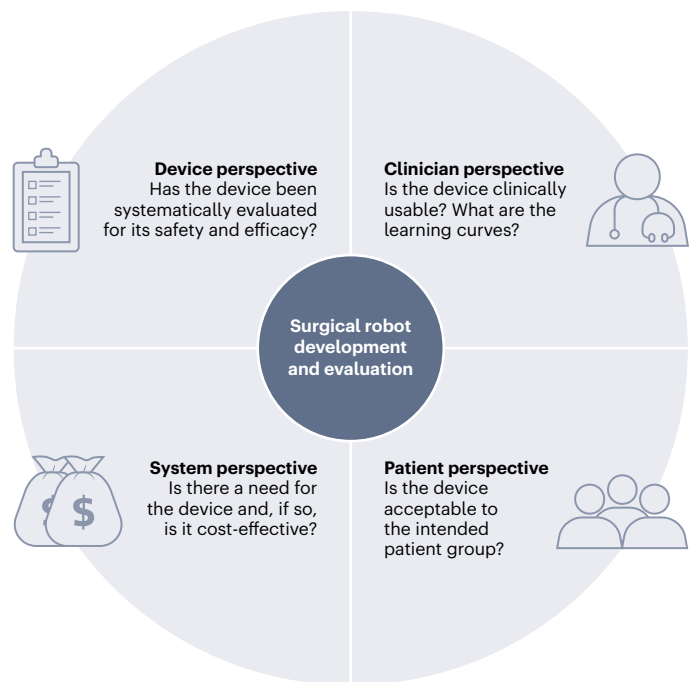 Device perspective
Has the device been
systematically evaluated
for its safety and efficacy?
Clinician perspective
Is the device clinically
usable? What are the
learning curves?
Surgical robot
development
and evaluation
System perspective
Is there a need for
the device and, if so,
is it cost-effective?
$
$
Patient perspective
Is the device
acceptable to
the intended
patient group?